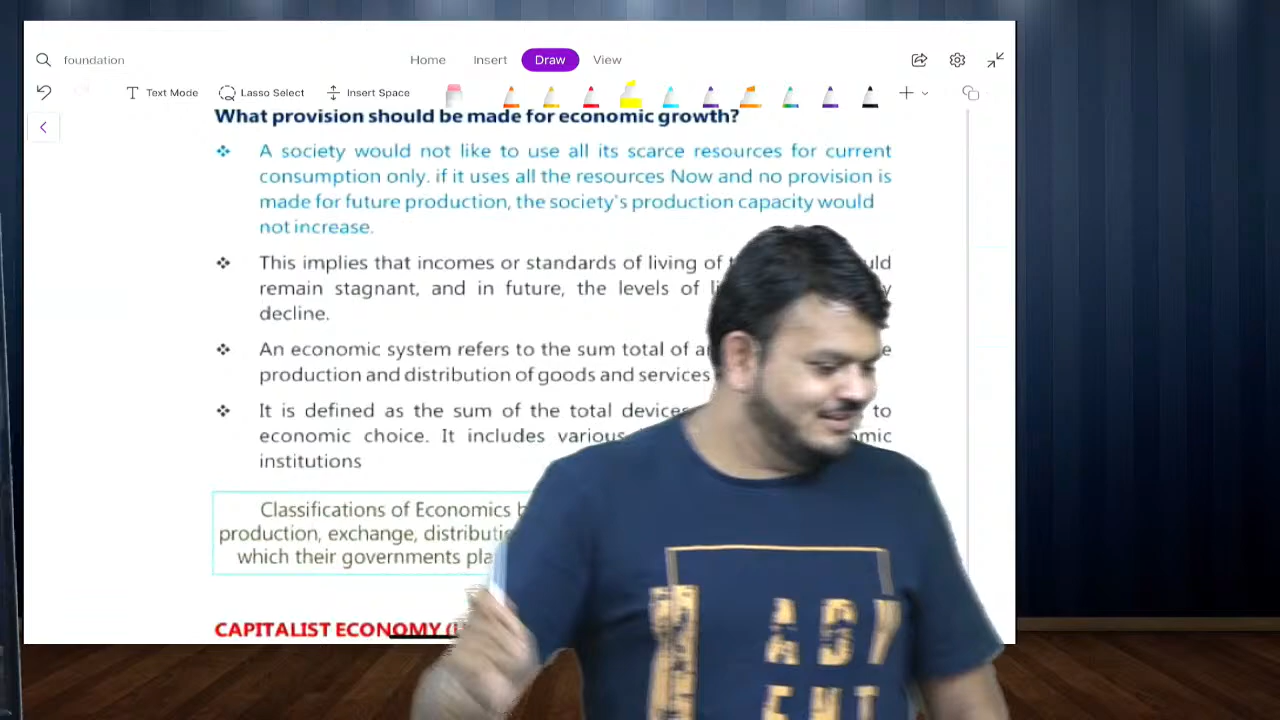 foundation
Home Insert Draw View
Text Mode Lasso Select Insert Space
What provision should be made for economic growth?
A society would not like to use all its scarce resources for current
consumption only. if it uses all the resources Now and no provision is
made for future production, the society's production capacity would
not increase.
This implies that incomes or standards of living of
remain stagnant, and in future, the levels of
decline.
An economic system refers to the sum total of
production and distribution of goods and services
It is defined as the sum of the total devices to
economic choice. It includes various
institutions
Classifications of Economics
production, exchange,
which their governments
CAPITALIST ECONOMY